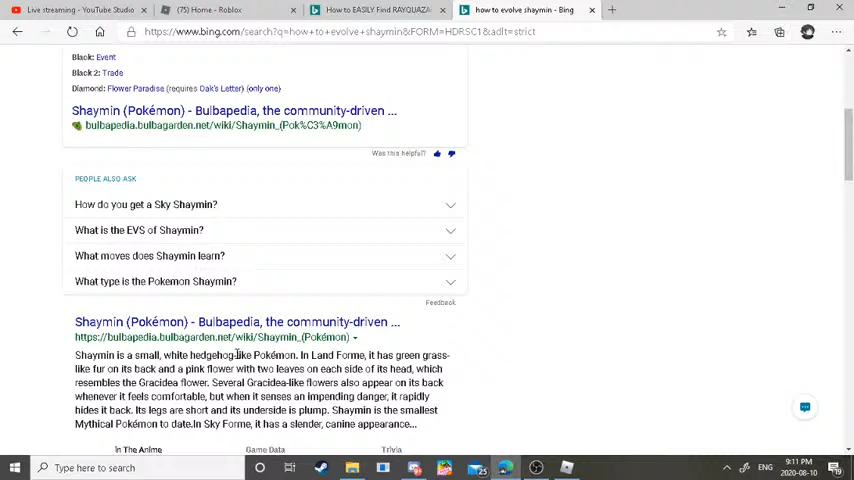 Live streaming - YouTube Studio
(75) Home - Roblox
How to EASILY Find RAYQUAZA
how to evolve shaymin - Bing
https://www.bing.com/search?q=how+to+evolve+shaymin&FORM=HDRSC1&adlt=strict
Black: Event
Black 2: Trade
Diamond: Flower Paradise (requires Oak's Letter) (only one)
Shaymin (Pokémon) - Bulbapedia, the community-driven ...
bulbapedia.bulbagarden.net/wiki/Shaymin_(Pok%C3%A9mon)
Was this helpful?
PEOPLE ALSO ASK
How do you get a Sky Shaymin?
What is the EVS of Shaymin?
What moves does Shaymin learn?
What type is the Pokemon Shaymin?
Feedback
Shaymin (Pokémon) - Bulbapedia, the community-driven ...
https://bulbapedia.bulbagarden.net/wiki/Shaymin_(Pokémon)
Shaymin is a small, white hedgehog-like Pokémon. In Land Forme, it has green grass-
like fur on its back and a pink flower with two leaves on each side of its head, which
resembles the Gracidea flower. Several Gracidea-like flowers also appear on its back
whenever it feels comfortable, but when it senses an impending danger, it rapidly
hides it back. Its legs are short and its underside is plump. Shaymin is the smallest
Mythical Pokémon to date.In Sky Forme, it has a slender, canine appearance...
In The Anime
Game Data
Trivia
Type here to search
25
ENG
9:11 PM
2020-08-10
19